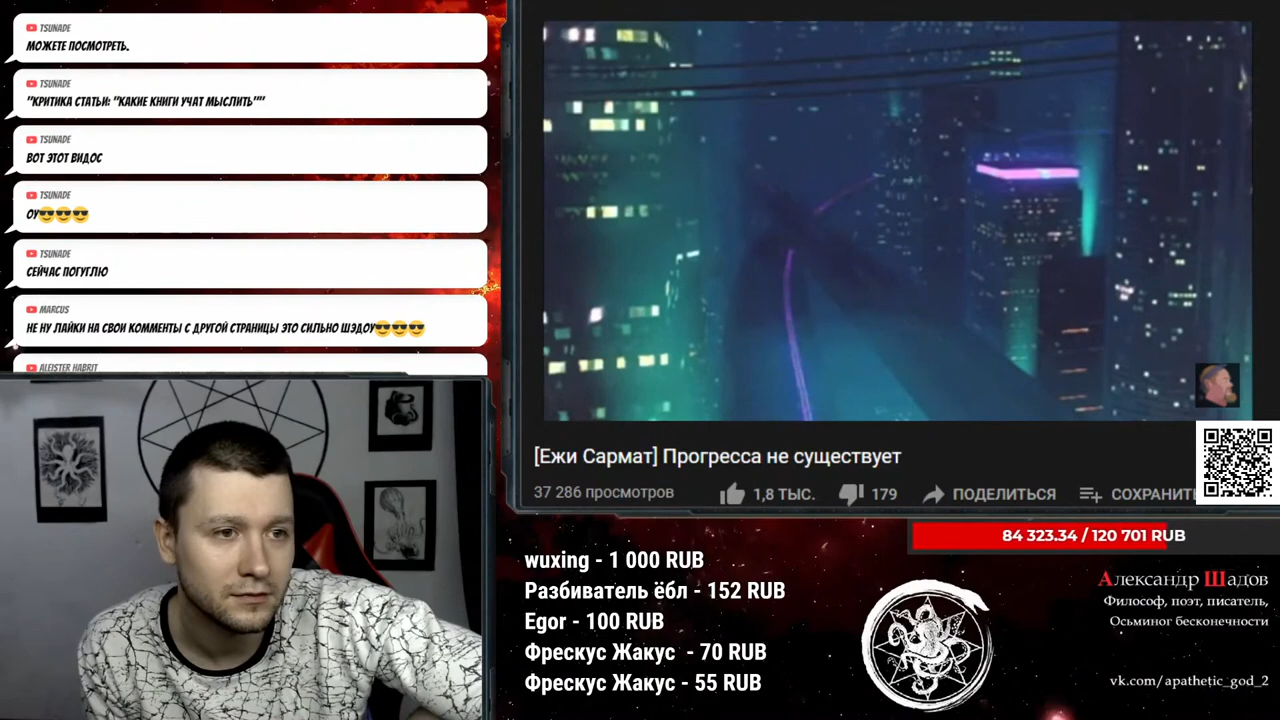 TSUNADE
МОЖЕТЕ ПОСМОТРЕТЬ.
TSUNADE
"КРИТИКА СТАТЬИ: "КАКИЕ КНИГИ УЧАТ МЫСЛИТЬ""
TSUNADE
ВОТ ЭТОТ ВИДОС
TSUNADE
ОУ😎😎😎
TSUNADE
СЕЙЧАС ПОГУГЛЮ
MARCUS
НЕ НУ ЛАЙКИ НА СВОИ КОММЕНТЫ С ДРУГОЙ СТРАНИЦЫ ЭТО СИЛЬНО ШЭДОУ😎😎😎
ALEISTER HABRIT
[Ежи Сармат] Прогресса не существует
37 286 просмотров
1,8 ТЫС.
179
ПОДЕЛИТЬСЯ
СОХРАНИТЬ
84 323.34 / 120 701 RUB
wuxing - 1 000 RUB
Разбиватель ёбл - 152 RUB
Egor - 100 RUB
Фрескус Жакус - 70 RUB
Фрескус Жакус - 55 RUB
Александр Шадов
Философ, поэт, писатель,
Осьминог бесконечности
vk.com/apathetic_god_2